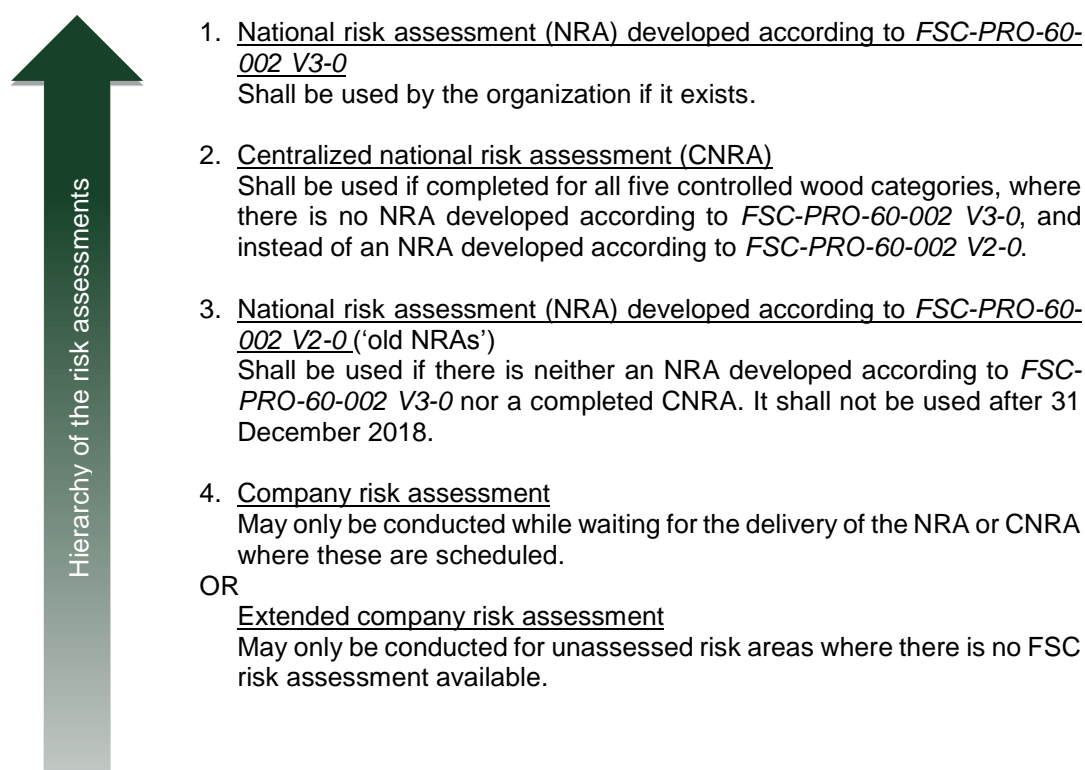 Hierarchy of the risk assessments
1. National risk assessment (NRA) developed according to FSC-PRO-60-
002 V3-0
Shall be used by the organization if it exists.
2. Centralized national risk assessment (CNRA)
Shall be used if completed for all five controlled wood categories, where
there is no NRA developed according to FSC-PRO-60-002 V3-0, and
instead of an NRA developed according to FSC-PRO-60-002 V2-0.
3. National risk assessment (NRA) developed according to FSC-PRO-60-
002 V2-0 (‘old NRAs’)
Shall be used if there is neither an NRA developed according to FSC-
PRO-60-002 V3-0 nor a completed CNRA. It shall not be used after 31
December 2018.
4. Company risk assessment
May only be conducted while waiting for the delivery of the NRA or CNRA
where these are scheduled.
OR
Extended company risk assessment
May only be conducted for unassessed risk areas where there is no FSC
risk assessment available.